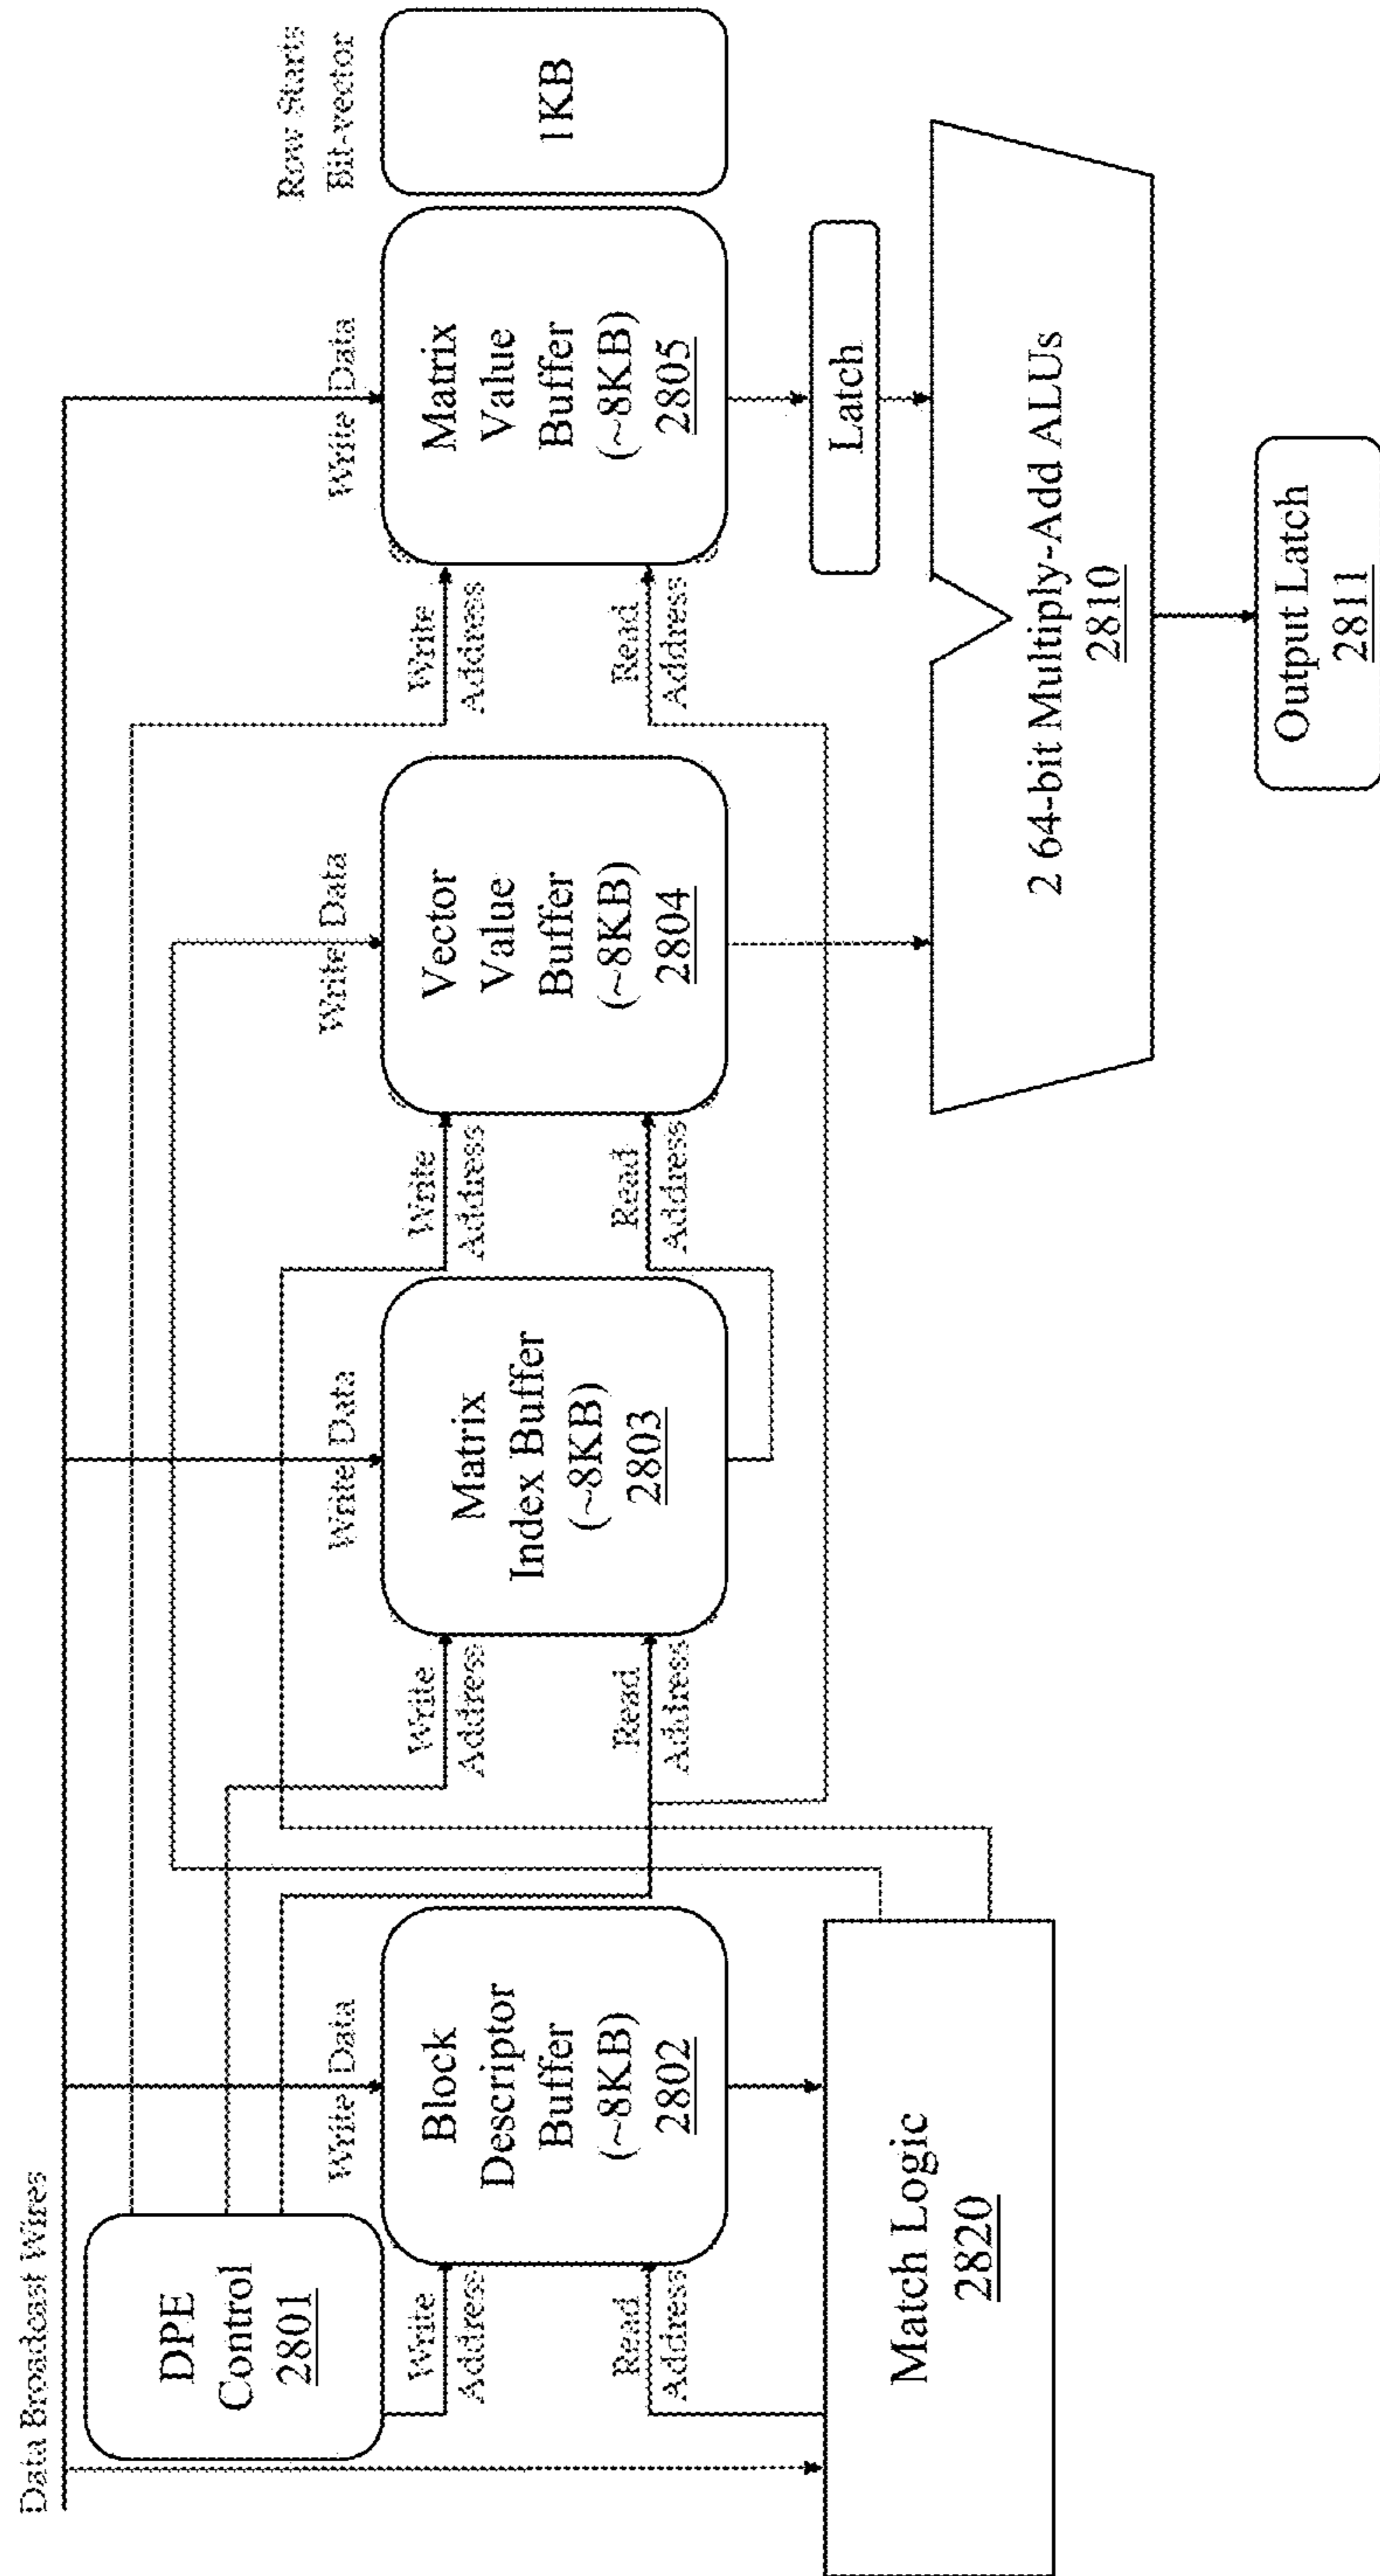 Data Broadcast Wires
DPE
Control
2801
Write Data
Write
Address
Read
Address
Block
Descriptor
Buffer
(~8KB)
2802
Match Logic
2820
Write Data
Write
Address
Read
Address
Matrix
Index Buffer
(~8KB)
2803
Write Data
Write
Address
Read
Address
Vector
Value
Buffer
(~8KB)
2804
Write Data
Write
Address
Read
Address
Matrix
Value
Buffer
(~8KB)
2805
Row Starts
Bit-vector
1KB
Latch
2 64-bit Multiply-Add ALUs
2810
Output Latch
2811